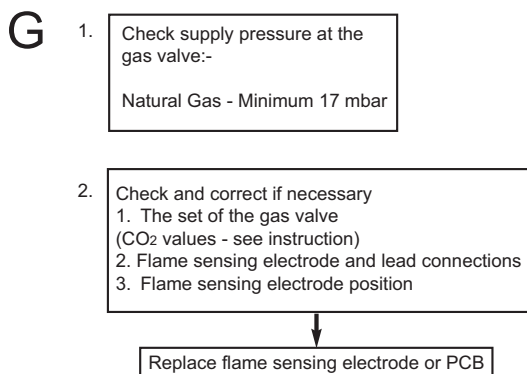 G
1.
Check supply pressure at the
gas valve:-
Natural Gas - Minimum 17 mbar
2.
Check and correct if necessary
1. The set of the gas valve
(CO2 values - see instruction)
2. Flame sensing electrode and lead connections
3. Flame sensing electrode position
Replace flame sensing electrode or PCB